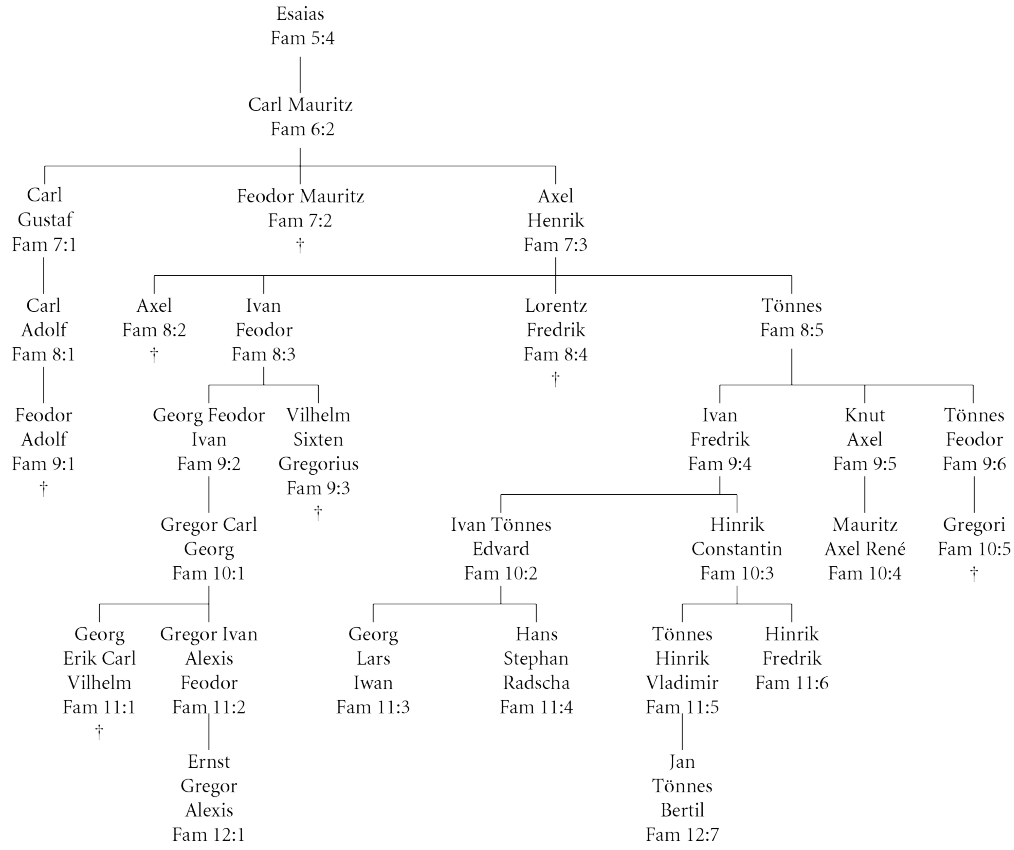 Esaias
Fam 5:4
Carl Mauritz
Fam 6:2
Carl
Gustaf
Fam 7:1
Feodor Mauritz
Fam 7:2
†
Axel
Henrik
Fam 7:3
Carl
Adolf
Fam 8:1
Axel
Fam 8:2
†
Ivan
Feodor
Fam 8:3
Lorentz
Fredrik
Fam 8:4
†
Tönnes
Fam 8:5
Feodor
Adolf
Fam 9:1
†
Georg Feodor
Ivan
Fam 9:2
Vilhelm
Sixten
Gregorius
Fam 9:3
†
Ivan
Fredrik
Fam 9:4
Knut
Axel
Fam 9:5
Tönnes
Feodor
Fam 9:6
Gregor Carl
Georg
Fam 10:1
Ivan Tönnes
Edvard
Fam 10:2
Hinrik
Constantin
Fam 10:3
Mauritz
Axel René
Fam 10:4
Gregori
Fam 10:5
†
Georg
Erik Carl
Vilhelm
Fam 11:1
†
Gregor Ivan
Alexis
Feodor
Fam 11:2
Georg
Lars
Iwan
Fam 11:3
Hans
Stephan
Radscha
Fam 11:4
Tönnes
Hinrik
Vladimir
Fam 11:5
Hinrik
Fredrik
Fam 11:6
Ernst
Gregor
Alexis
Fam 12:1
Jan
Tönnes
Bertil
Fam 12:7